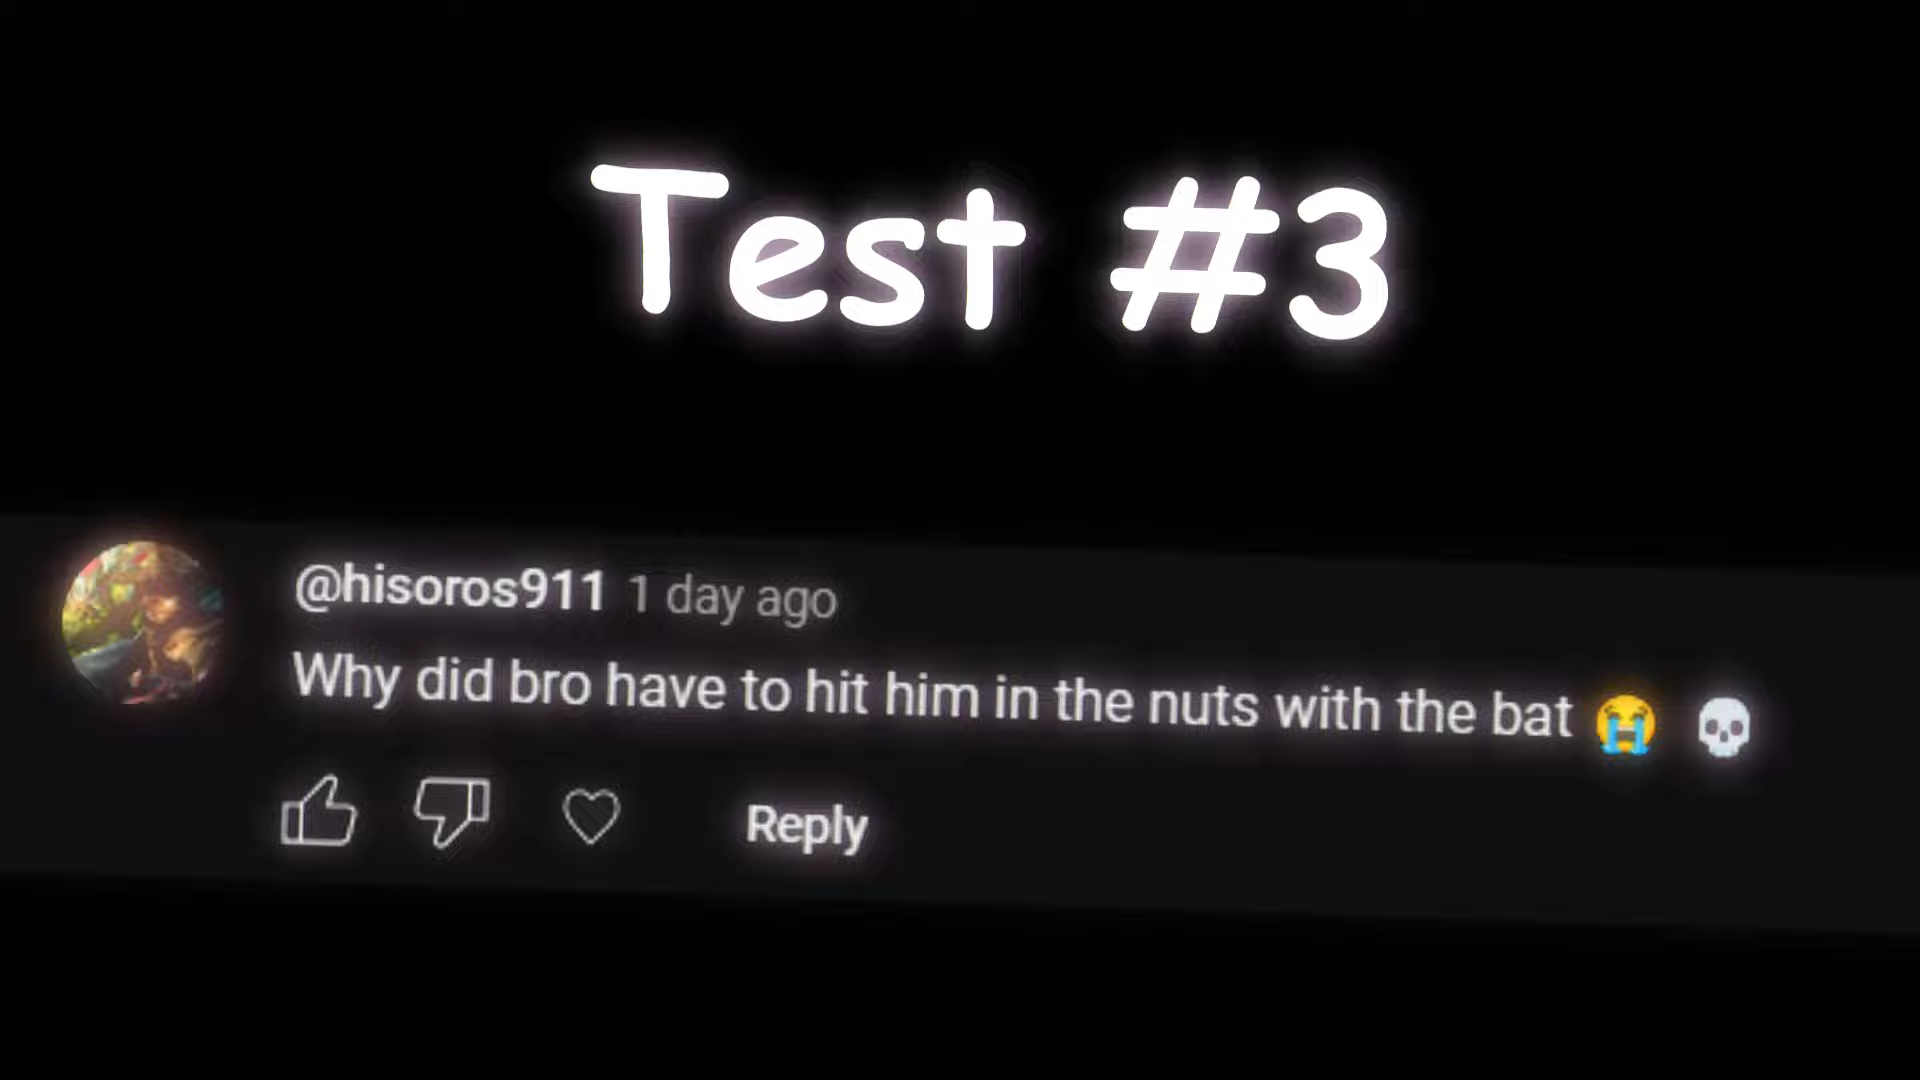 Test #3
@hisoros911 1 day ago
Why did bro have to hit him in the nuts with the bat 😭 💀
Reply